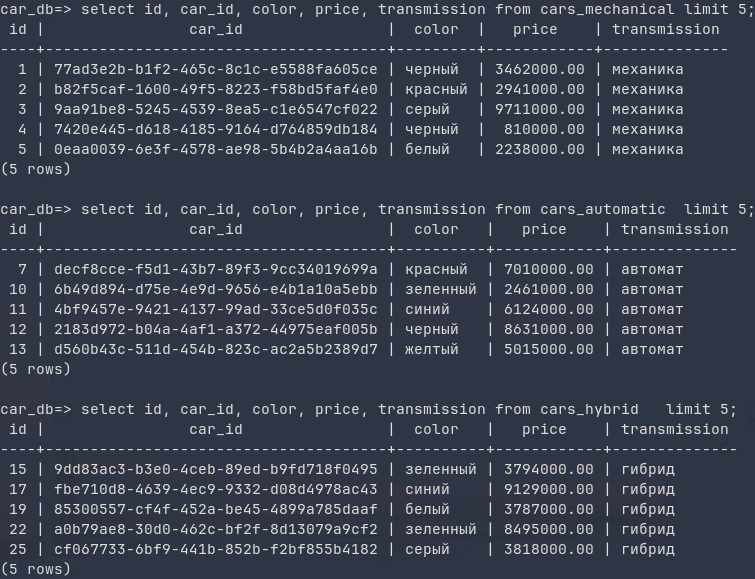 car_db=> select id, car_id, color, price, transmission from cars_mechanical limit 5;
 id |                car_id                |  color  |   price    | transmission
----+--------------------------------------+---------+------------+--------------
  1 | 77ad3e2b-b1f2-465c-8c1c-e5588fa605ce | черный  | 3462000.00 | механика
  2 | b82f5caf-1600-49f5-8223-f58bd5faf4e0 | красный | 2941000.00 | механика
  3 | 9aa91be8-5245-4539-8ea5-c1e6547cf022 | серый   | 9711000.00 | механика
  4 | 7420e445-d618-4185-9164-d764859db184 | черный  |  810000.00 | механика
  5 | 0eaa0039-6e3f-4578-ae98-5b4b2a4aa16b | белый   | 2238000.00 | механика
(5 rows)
car_db=> select id, car_id, color, price, transmission from cars_automatic  limit 5;
 id |                car_id                |  color   |   price    | transmission
----+--------------------------------------+----------+------------+--------------
  7 | decf8cce-f5d1-43b7-89f3-9cc34019699a | красный  | 7010000.00 | автомат
 10 | 6b49d894-d75e-4e9d-9656-e4b1a10a5ebb | зеленный | 2461000.00 | автомат
 11 | 4bf9457e-9421-4137-99ad-33ce5d0f035c | синий    | 6124000.00 | автомат
 12 | 2183d972-b04a-4af1-a372-44975eaf005b | черный   | 8631000.00 | автомат
 13 | d560b43c-511d-454b-823c-ac2a5b2389d7 | желтый   | 5015000.00 | автомат
(5 rows)
car_db=> select id, car_id, color, price, transmission from cars_hybrid   limit 5;
 id |                car_id                |  color   |   price    | transmission
----+--------------------------------------+----------+------------+--------------
 15 | 9dd83ac3-b3e0-4ceb-89ed-b9fd718f0495 | зеленный | 3794000.00 | гибрид
 17 | fbe710d8-4639-4ec9-9332-d08d4978ac43 | синий    | 9129000.00 | гибрид
 19 | 85300557-cf4f-452a-be45-4899a785daaf | белый    | 3787000.00 | гибрид
 22 | a0b79ae8-30d0-462c-bf2f-8d13079a9cf2 | зеленный | 8495000.00 | гибрид
 25 | cf067733-6bf9-441b-852b-f2bf855b4182 | серый    | 3818000.00 | гибрид
(5 rows)